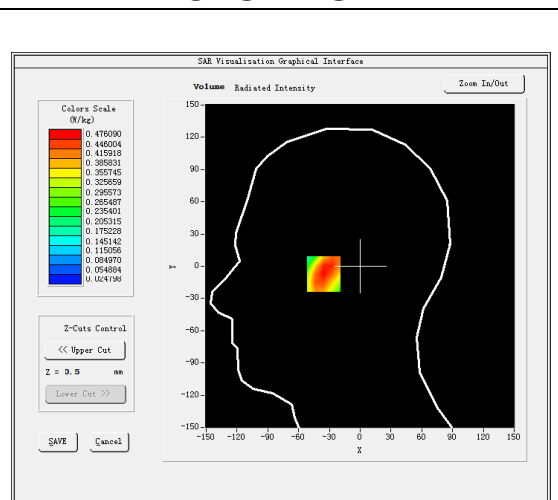 SAR Visualisation Graphical Interface
Volume Radiated Intensity
Zoom In/Out
Colors Scale
(W/kg)
0.476090
0.446004
0.415918
0.385831
0.355745
0.325659
0.295573
0.265487
0.235401
0.205315
0.175228
0.145142
0.115056
0.084970
0.054884
0.024798
Z-Cuts Control
<< Upper Cut
Z = 0.5 mm
Lower Cut >>
SAVE Cancel
150
120
90
60
30
0
-30
-60
-90
-120
-150
Y
-150 -120 -90 -60 -30 0 30 60 90 120 150
X